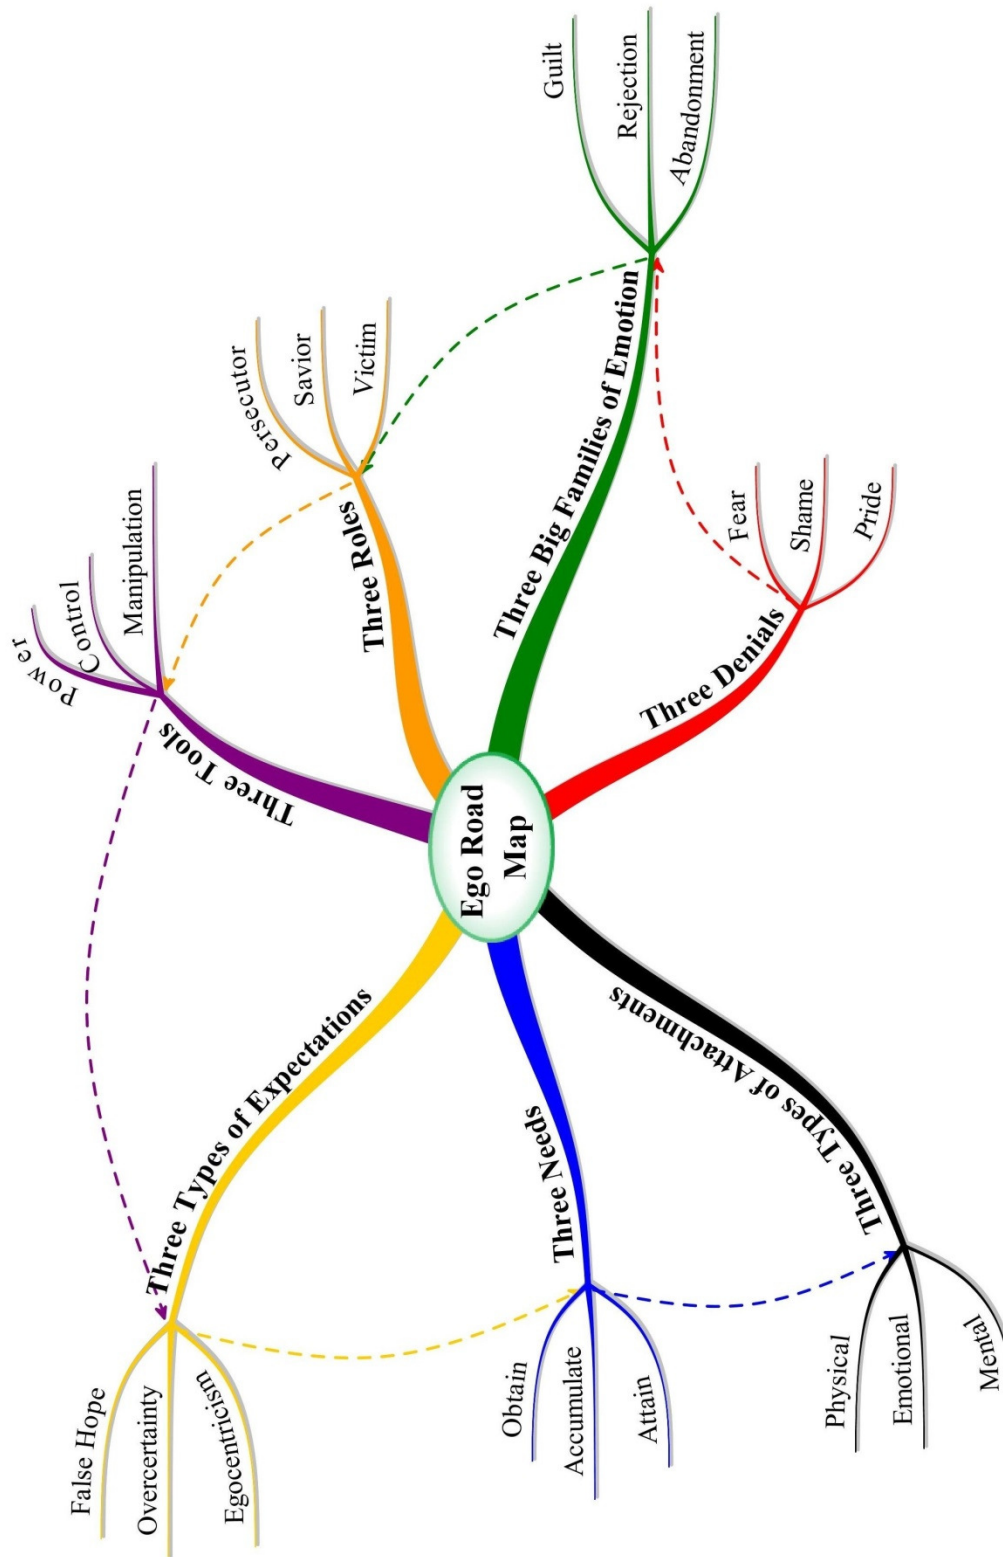 Ego Road
Map
Three Tools
Power
Control
Manipulation
Three Roles
Persecutor
Savior
Victim
Three Big Families of Emotion
Guilt
Rejection
Abandonment
Three Denials
Fear
Shame
Pride
Three Types of Attachments
Physical
Emotional
Mental
Three Needs
Obtain
Accumulate
Attain
Three Types of Expectations
False Hope
Overcertainty
Egocentricism